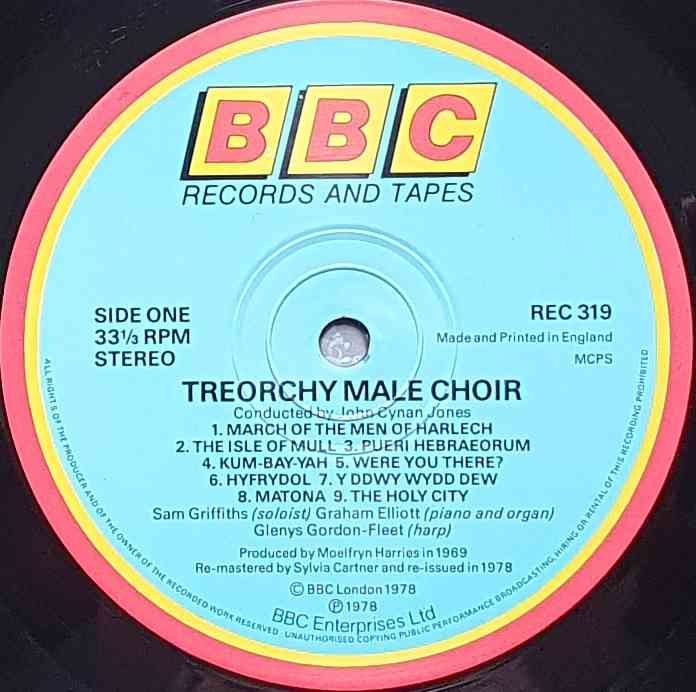 BBC
RECORDS AND TAPES
SIDE ONE
33⅓ RPM
STEREO
REC 319
Made and Printed in England
MCPS
TREORCHY MALE CHOIR
Conducted by John Cynan Jones
1. MARCH OF THE MEN OF HARLECH
2. THE ISLE OF MULL 3. PUERI HEBRAEORUM
4. KUM-BAY-YAH 5. WERE YOU THERE?
6. HYFRYDOL 7. Y DDWY WYDD DEW
8. MATONA 9. THE HOLY CITY
Sam Griffiths (soloist) Graham Elliott (piano and organ)
Glenys Gordon-Fleet (harp)
Produced by Moelfryn Harries in 1969
Re-mastered by Sylvia Cartner and re-issued in 1978
© BBC London 1978
℗ 1978
BBC Enterprises Ltd
ALL RIGHTS OF THE PRODUCER AND OF THE OWNER OF THE RECORDED WORK RESERVED. UNAUTHORISED COPYING PUBLIC PERFORMANCE BROADCASTING, HIRING OR RENTAL OF THIS RECORDING PROHIBITED